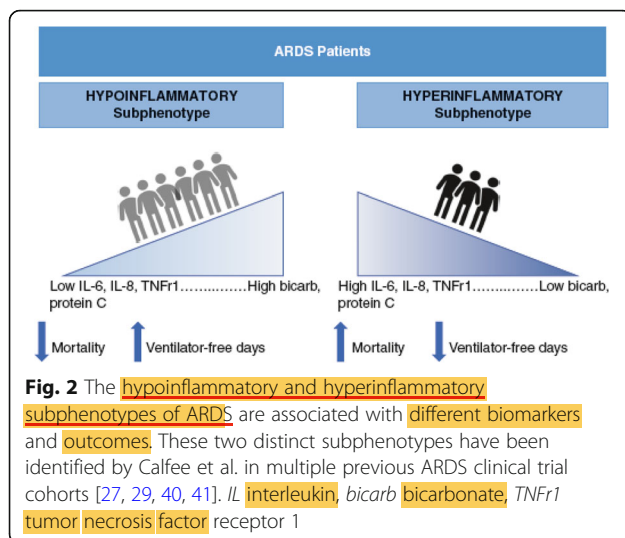 ARDS Patients
HYPOINFLAMMATORY
Subphenotype
HYPERINFLAMMATORY
Subphenotype
Low IL-6, IL-8, TNFr1...............High bicarb,
protein C
High IL-6, IL-8, TNFr1...............Low bicarb,
protein C
Mortality
Ventilator-free days
Mortality
Ventilator-free days
Fig. 2 The hypoinflammatory and hyperinflammatory
subphenotypes of ARDS are associated with different biomarkers
and outcomes. These two distinct subphenotypes have been
identified by Calfee et al. in multiple previous ARDS clinical trial
cohorts [27, 29, 40, 41]. IL interleukin, bicarb bicarbonate, TNFr1
tumor necrosis factor receptor 1